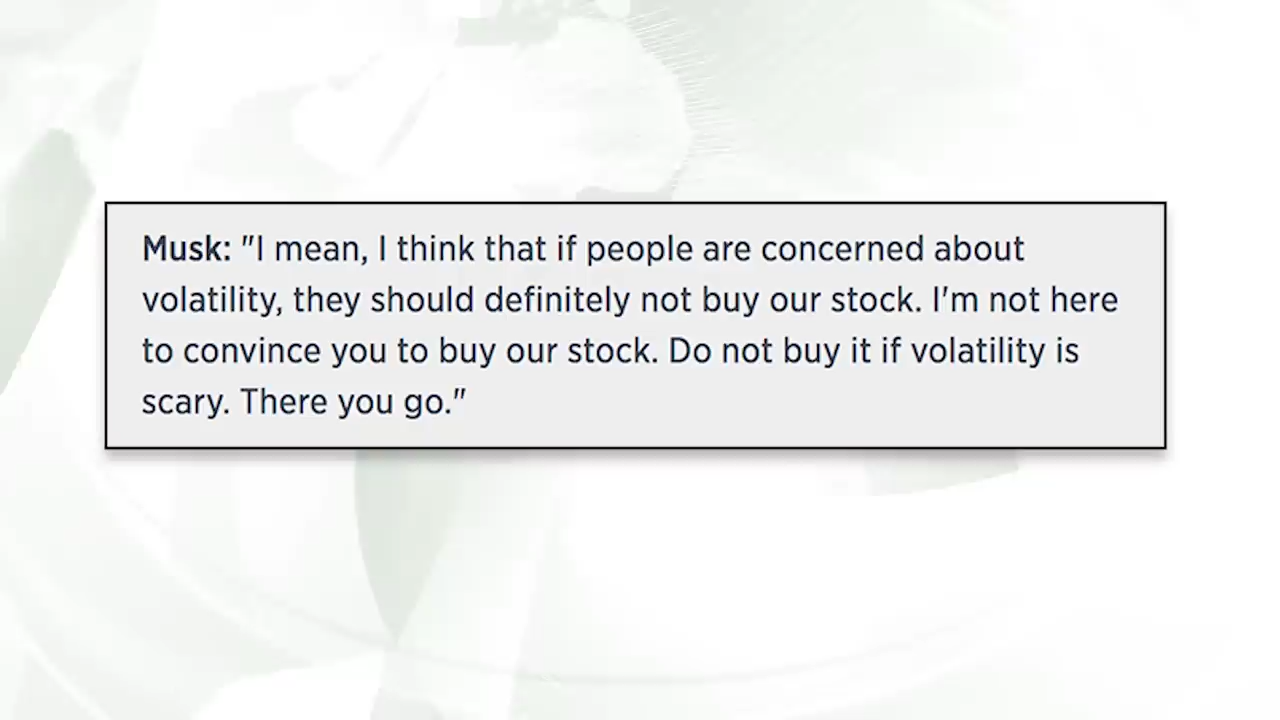 Musk: "I mean, I think that if people are concerned about
volatility, they should definitely not buy our stock. I'm not here
to convince you to buy our stock. Do not buy it if volatility is
scary. There you go."